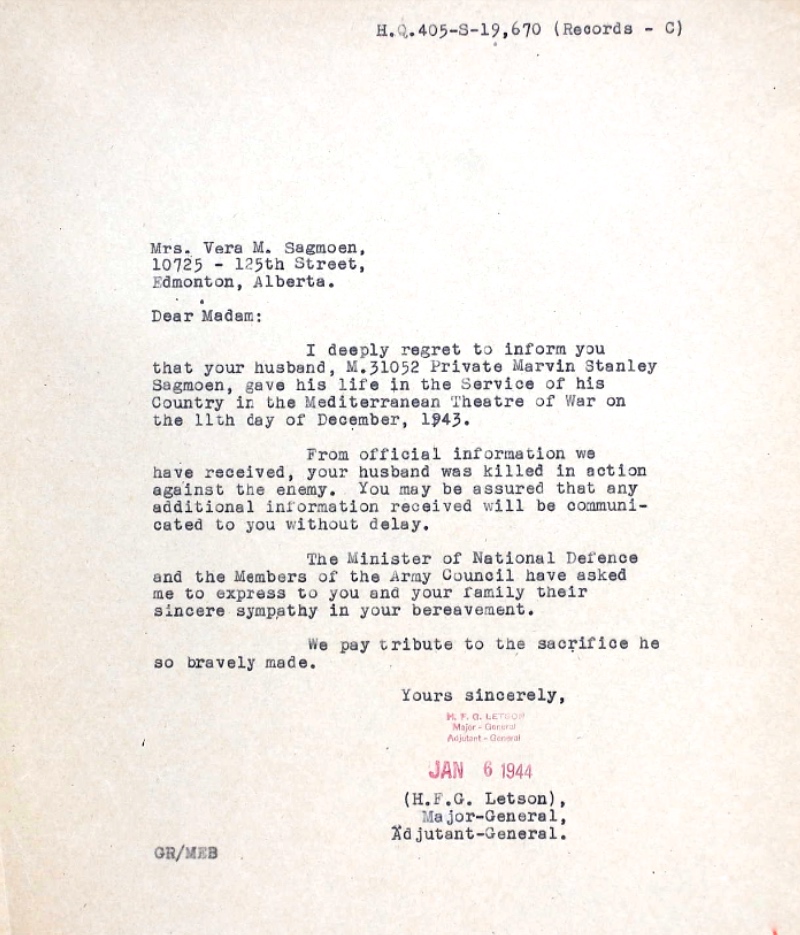 H.Q.405-S-19,670 (Records - C)
Mrs. Vera M. Sagmoen,
10725 - 125th Street,
Edmonton, Alberta.
Dear Madam:
I deeply regret to inform you
that your husband, M.31052 Private Marvin Stanley
Sagmoen, gave his life in the Service of his
Country in the Mediterranean Theatre of War on
the 11th day of December, 1943.
From official information we
have received, your husband was killed in action
against the enemy. You may be assured that any
additional information received will be communi-
cated to you without delay.
The Minister of National Defence
and the Members of the Army Council have asked
me to express to you and your family their
sincere sympathy in your bereavement.
We pay tribute to the sacrifice he
so bravely made.
Yours sincerely,
H. F. G. LETSON
Major - General
Adjutant - General
JAN 6 1944
(H.F.G. Letson),
Major-General,
Adjutant-General.
GR/MEB